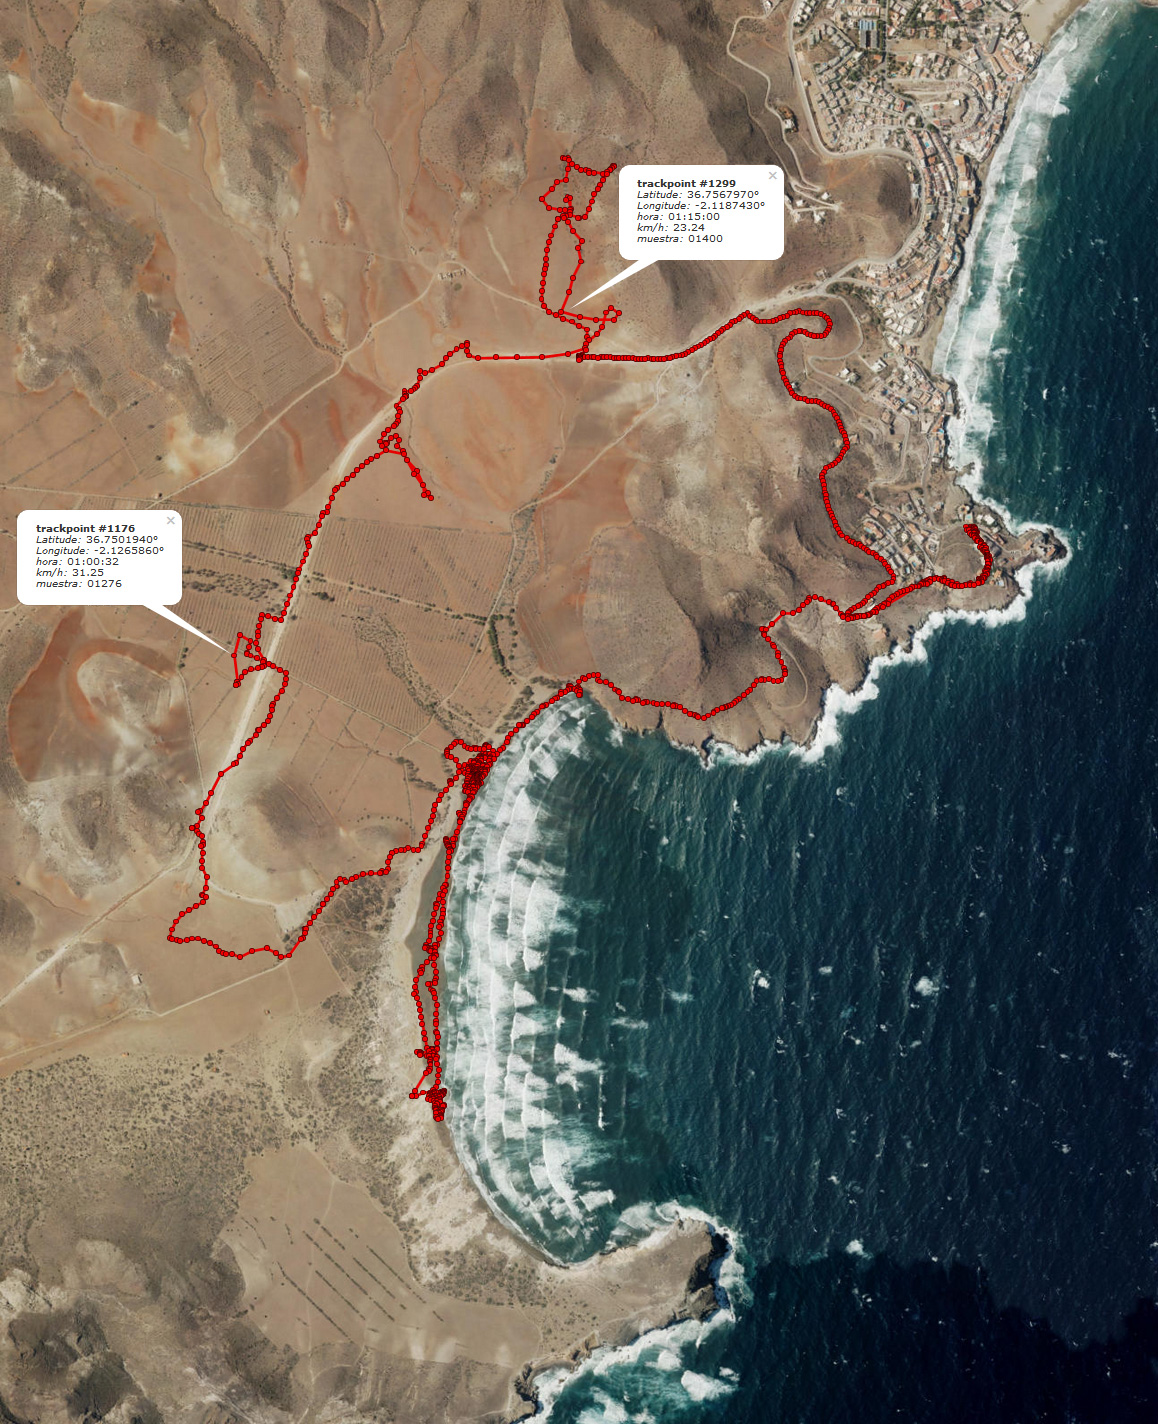 trackpoint #1299
Latitude: 36.7567970°
Longitude: -2.1187430°
hora: 01:15:00
km/h: 23.24
muestra: 01400
trackpoint #1176
Latitude: 36.7501940°
Longitude: -2.1265860°
hora: 01:00:32
km/h: 31.25
muestra: 01276